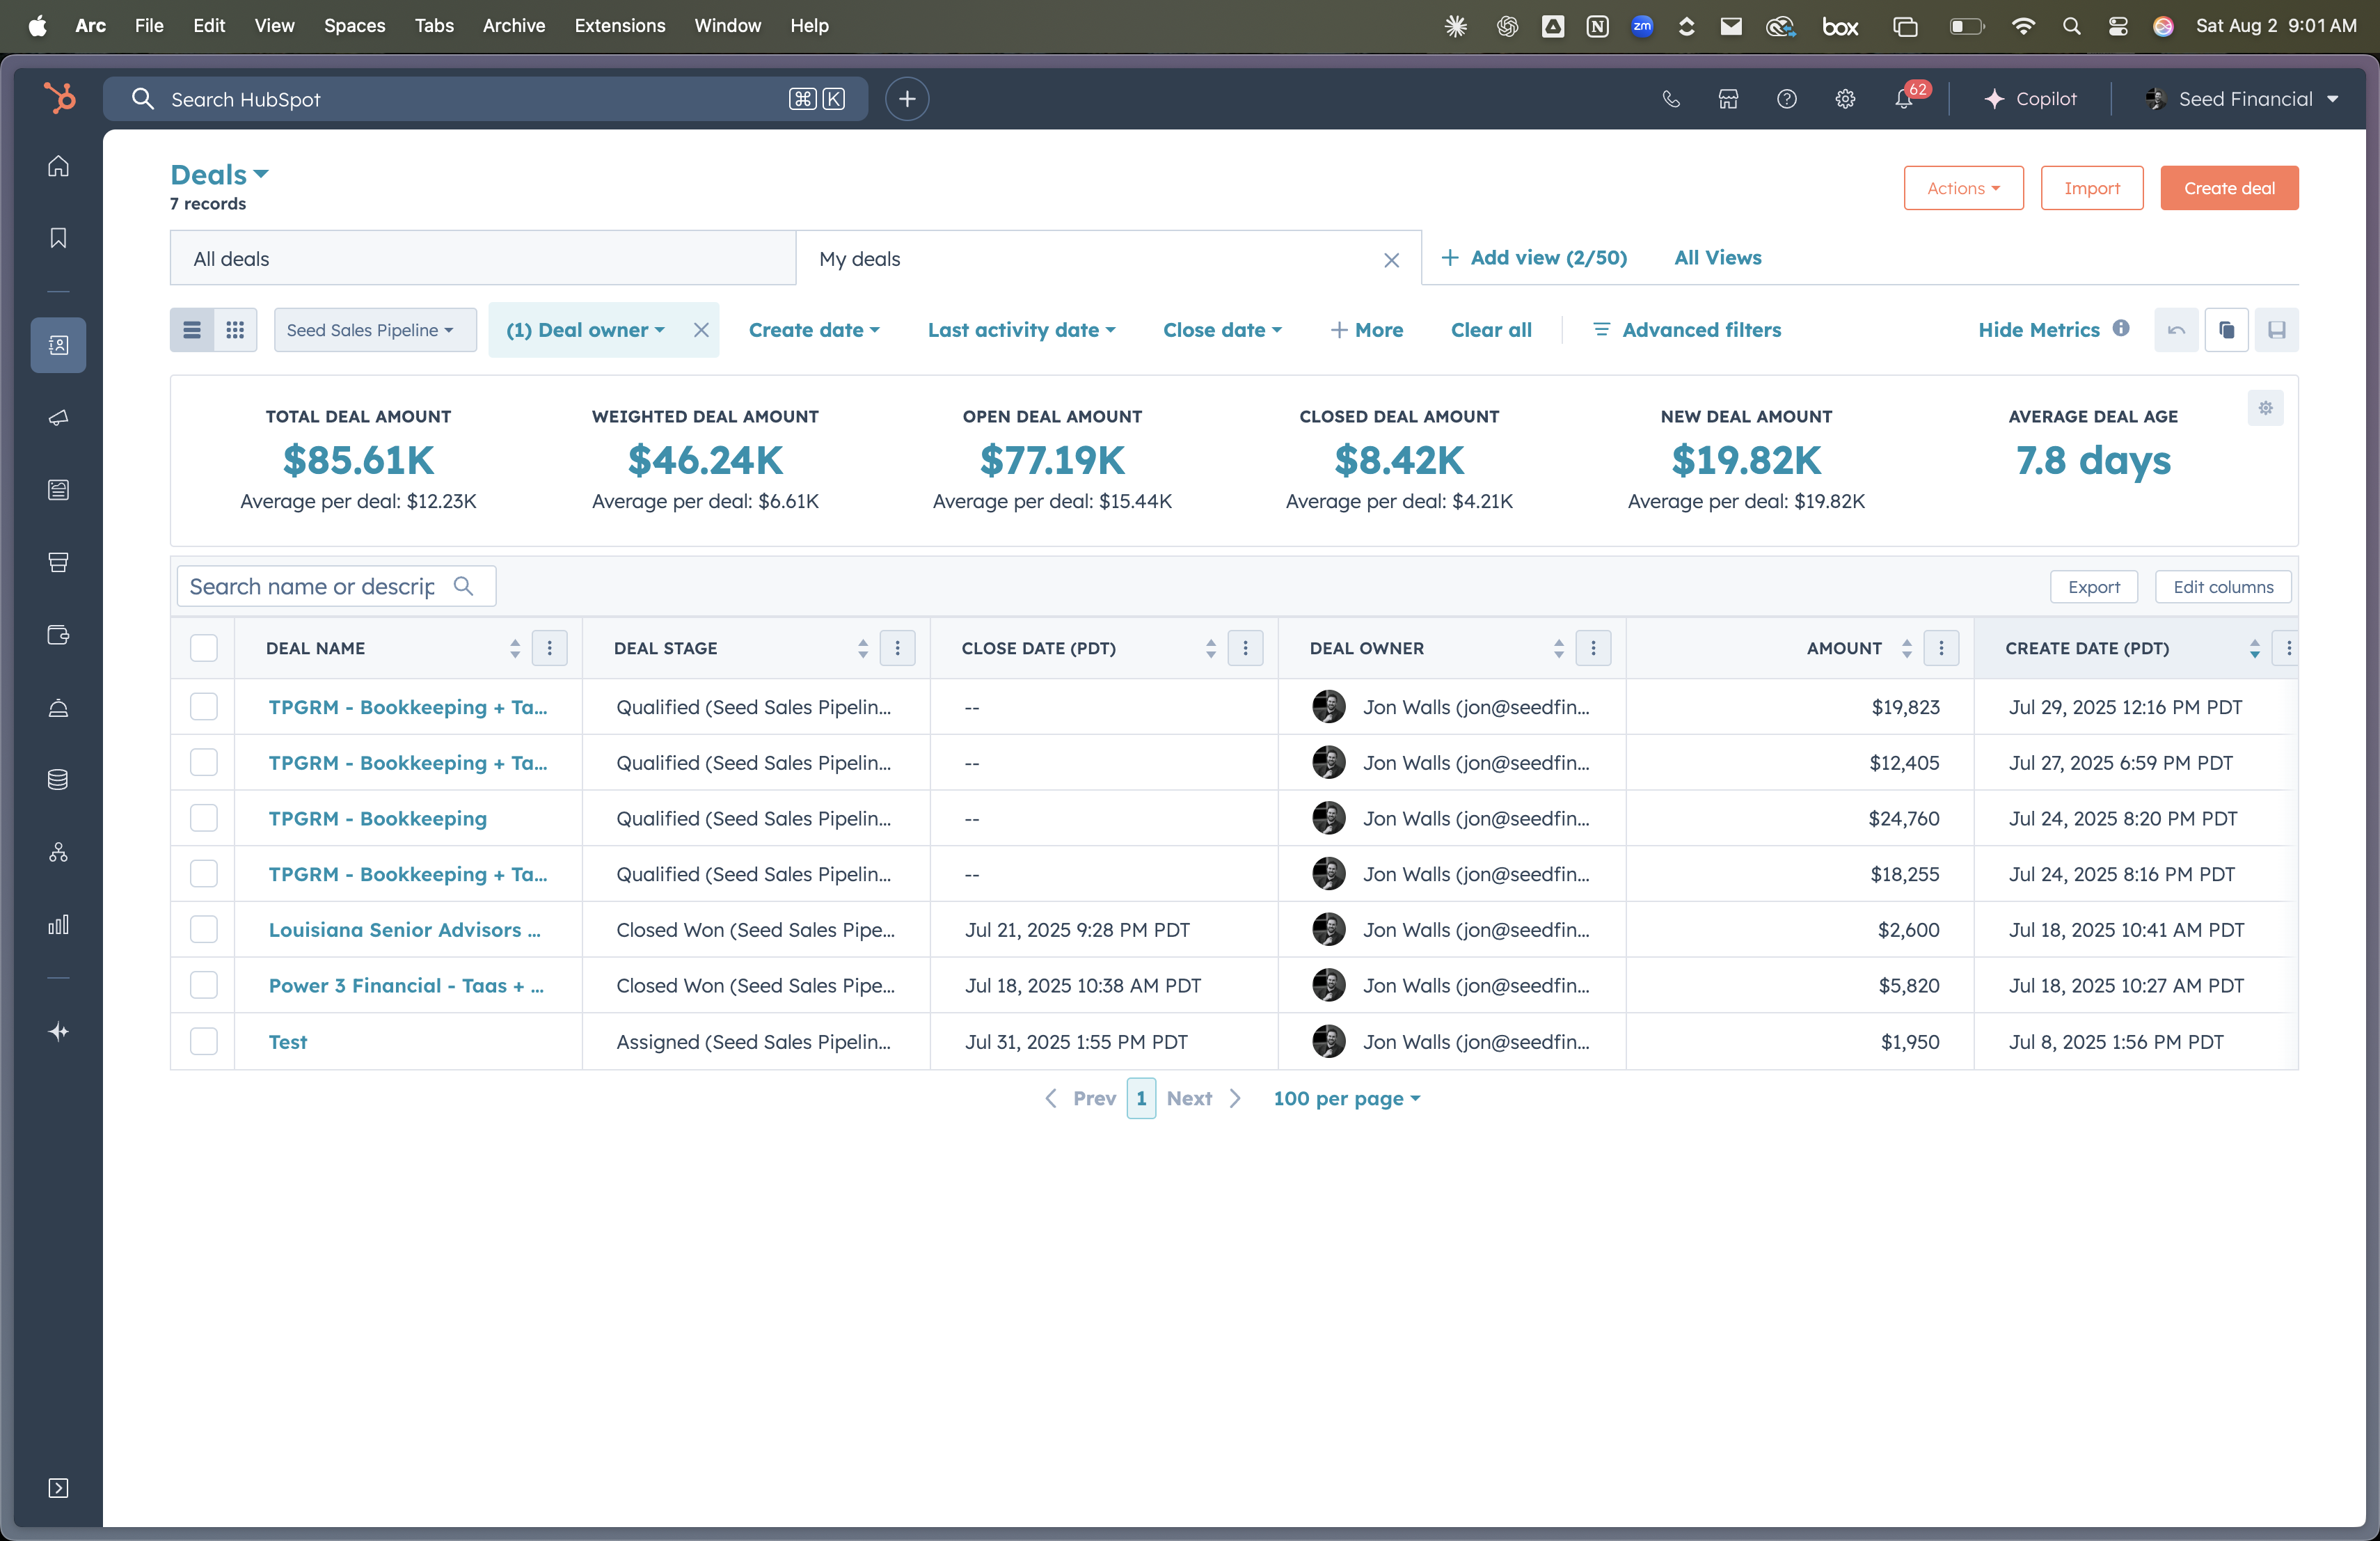 Arc File Edit View Spaces Tabs Archive Extensions Window Help zm box Sat Aug 2 9:01 AM
Search HubSpot ⌘ K 62 Copilot Seed Financial
Deals
7 records
Actions Import Create deal
All deals My deals + Add view (2/50) All Views
Seed Sales Pipeline (1) Deal owner Create date Last activity date Close date + More Clear all Advanced filters Hide Metrics
TOTAL DEAL AMOUNT WEIGHTED DEAL AMOUNT OPEN DEAL AMOUNT CLOSED DEAL AMOUNT NEW DEAL AMOUNT AVERAGE DEAL AGE
$85.61K $46.24K $77.19K $8.42K $19.82K 7.8 days
Average per deal: $12.23K Average per deal: $6.61K Average per deal: $15.44K Average per deal: $4.21K Average per deal: $19.82K
Search name or descrip Export Edit columns
DEAL NAME DEAL STAGE CLOSE DATE (PDT) DEAL OWNER AMOUNT CREATE DATE (PDT)
TPGRM - Bookkeeping + Ta... Qualified (Seed Sales Pipelin... -- Jon Walls (jon@seedfin... $19,823 Jul 29, 2025 12:16 PM PDT
TPGRM - Bookkeeping + Ta... Qualified (Seed Sales Pipelin... -- Jon Walls (jon@seedfin... $12,405 Jul 27, 2025 6:59 PM PDT
TPGRM - Bookkeeping Qualified (Seed Sales Pipelin... -- Jon Walls (jon@seedfin... $24,760 Jul 24, 2025 8:20 PM PDT
TPGRM - Bookkeeping + Ta... Qualified (Seed Sales Pipelin... -- Jon Walls (jon@seedfin... $18,255 Jul 24, 2025 8:16 PM PDT
Louisiana Senior Advisors ... Closed Won (Seed Sales Pipe... Jul 21, 2025 9:28 PM PDT Jon Walls (jon@seedfin... $2,600 Jul 18, 2025 10:41 AM PDT
Power 3 Financial - Taas + ... Closed Won (Seed Sales Pipe... Jul 18, 2025 10:38 AM PDT Jon Walls (jon@seedfin... $5,820 Jul 18, 2025 10:27 AM PDT
Test Assigned (Seed Sales Pipelin... Jul 31, 2025 1:55 PM PDT Jon Walls (jon@seedfin... $1,950 Jul 8, 2025 1:56 PM PDT
Prev 1 Next 100 per page